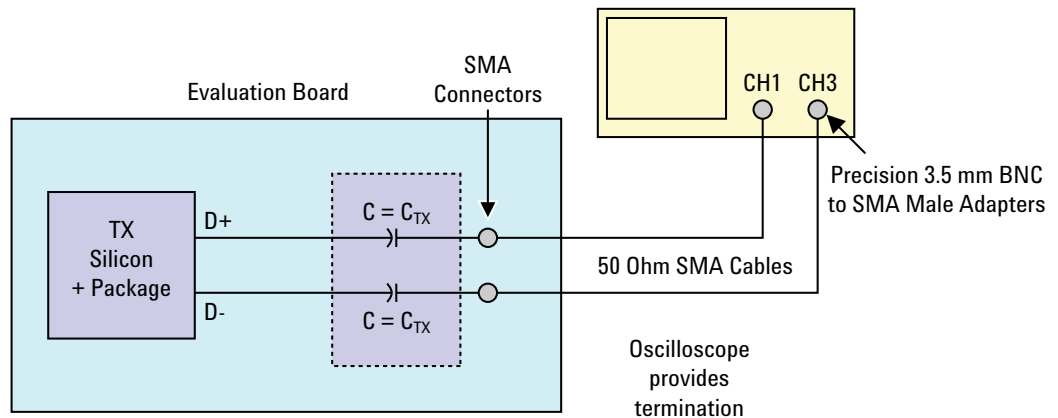 Evaluation Board
SMA
Connectors
CH1 CH3
Precision 3.5 mm BNC
to SMA Male Adapters
TX
Silicon
+ Package
D+
D-
C = CTX
C = CTX
50 Ohm SMA Cables
Oscilloscope
provides
termination